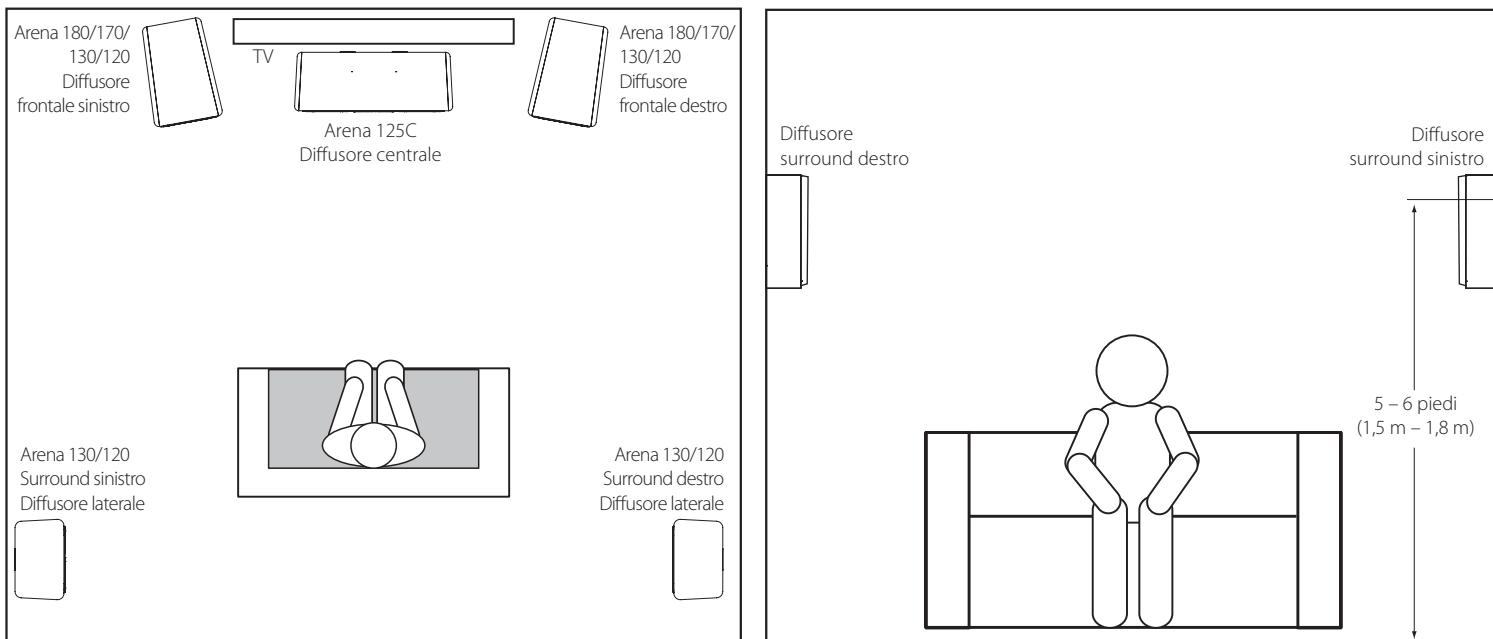 Arena 180/170/
130/120
Diffusore
frontale sinistro
TV
Arena 125C
Diffusore centrale
Arena 180/170/
130/120
Diffusore
frontale destro
Arena 130/120
Surround sinistro
Diffusore laterale
Arena 130/120
Surround destro
Diffusore laterale
Diffusore
surround destro
Diffusore
surround sinistro
5 – 6 piedi
(1,5 m – 1,8 m)